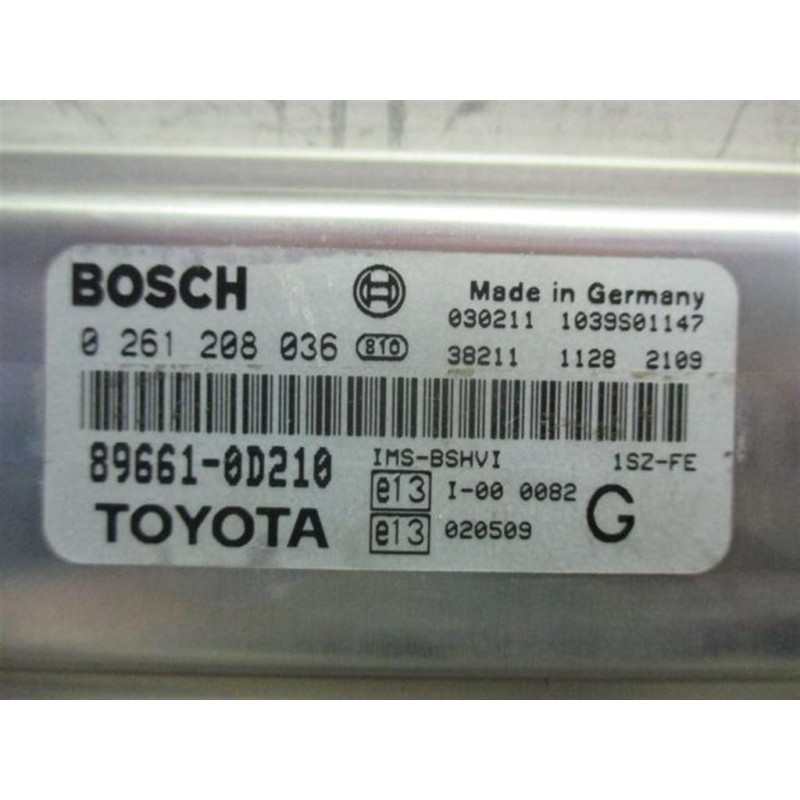 BOSCH Made in Germany
030211 1039S01147
0 261 208 036 810 38211 1128 2109
89661-0D210 IMS-BSHVI 1SZ-FE
e13 I-00 0082 G
TOYOTA e13 020509